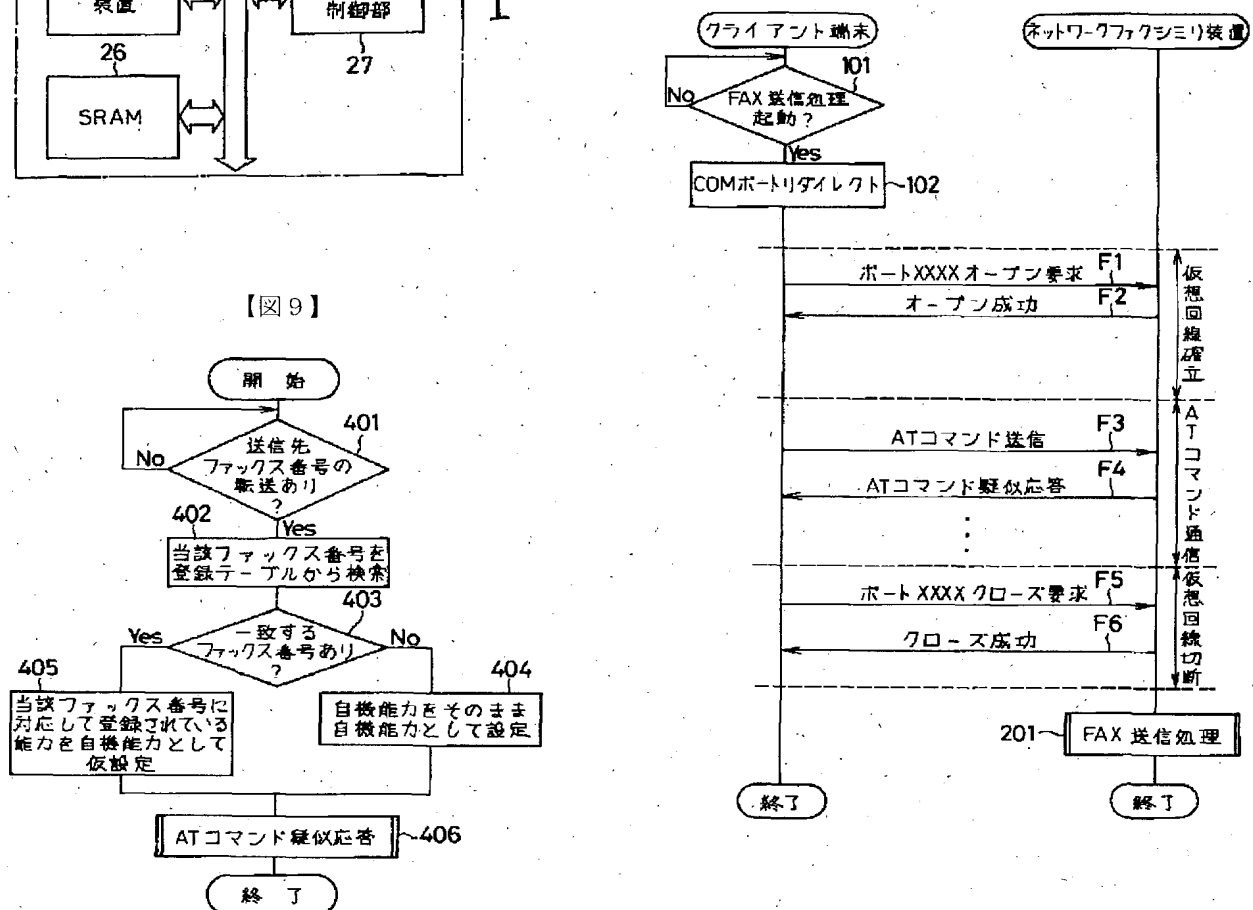 装置
制御部
1
26
27
SRAM
【図9】
開始
401
送信先
ファックス番号の
転送あり
?
No
Yes
402
当該ファックス番号を
登録テーブルから検索
403
一致する
ファックス番号あり
?
Yes
No
405
当該ファックス番号に
対応して登録されている
能力を自機能力として
仮設定
404
自機能力をそのまま
自機能力として設定
ATコマンド疑似応答
406
終了
クライアント端末
ネットワークファクシミリ装置
101
No
FAX送信処理
起動?
Yes
COMポートリダイレクト
102
ポートXXXXオープン要求
F1
オープン成功
F2
仮想回線確立
ATコマンド送信
F3
ATコマンド疑似応答
F4
ATコマンド通信
ポートXXXXクローズ要求
F5
クローズ成功
F6
仮想回線切断
201
FAX送信処理
終了
終了